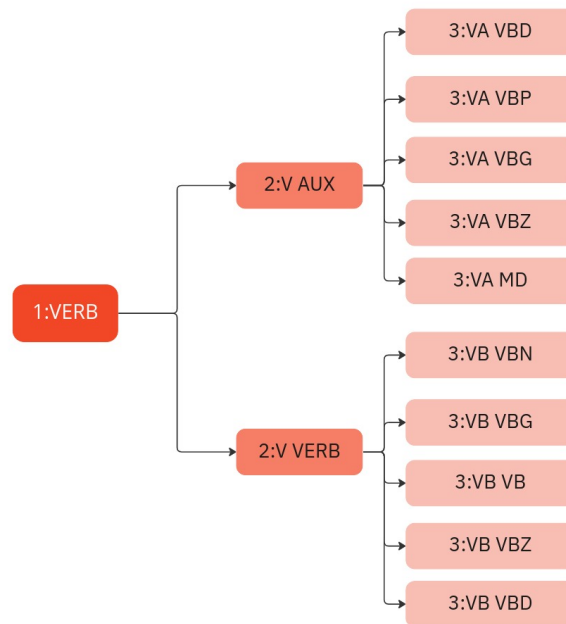 1:VERB
2:V AUX
3:VA VBD
3:VA VBP
3:VA VBG
3:VA VBZ
3:VA MD
2:V VERB
3:VB VBN
3:VB VBG
3:VB VB
3:VB VBZ
3:VB VBD